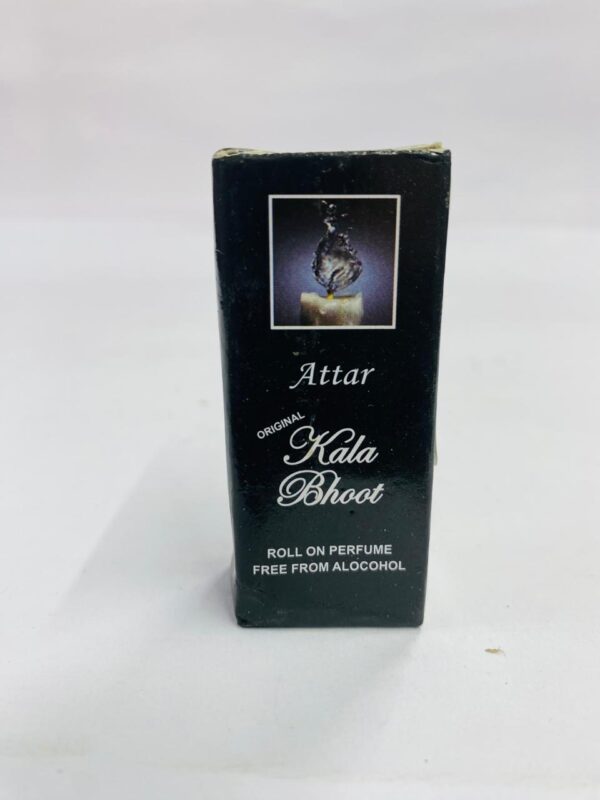 Attar
ORIGINAL
Kala
Bhoot
ROLL ON PERFUME
FREE FROM ALOCOHOL